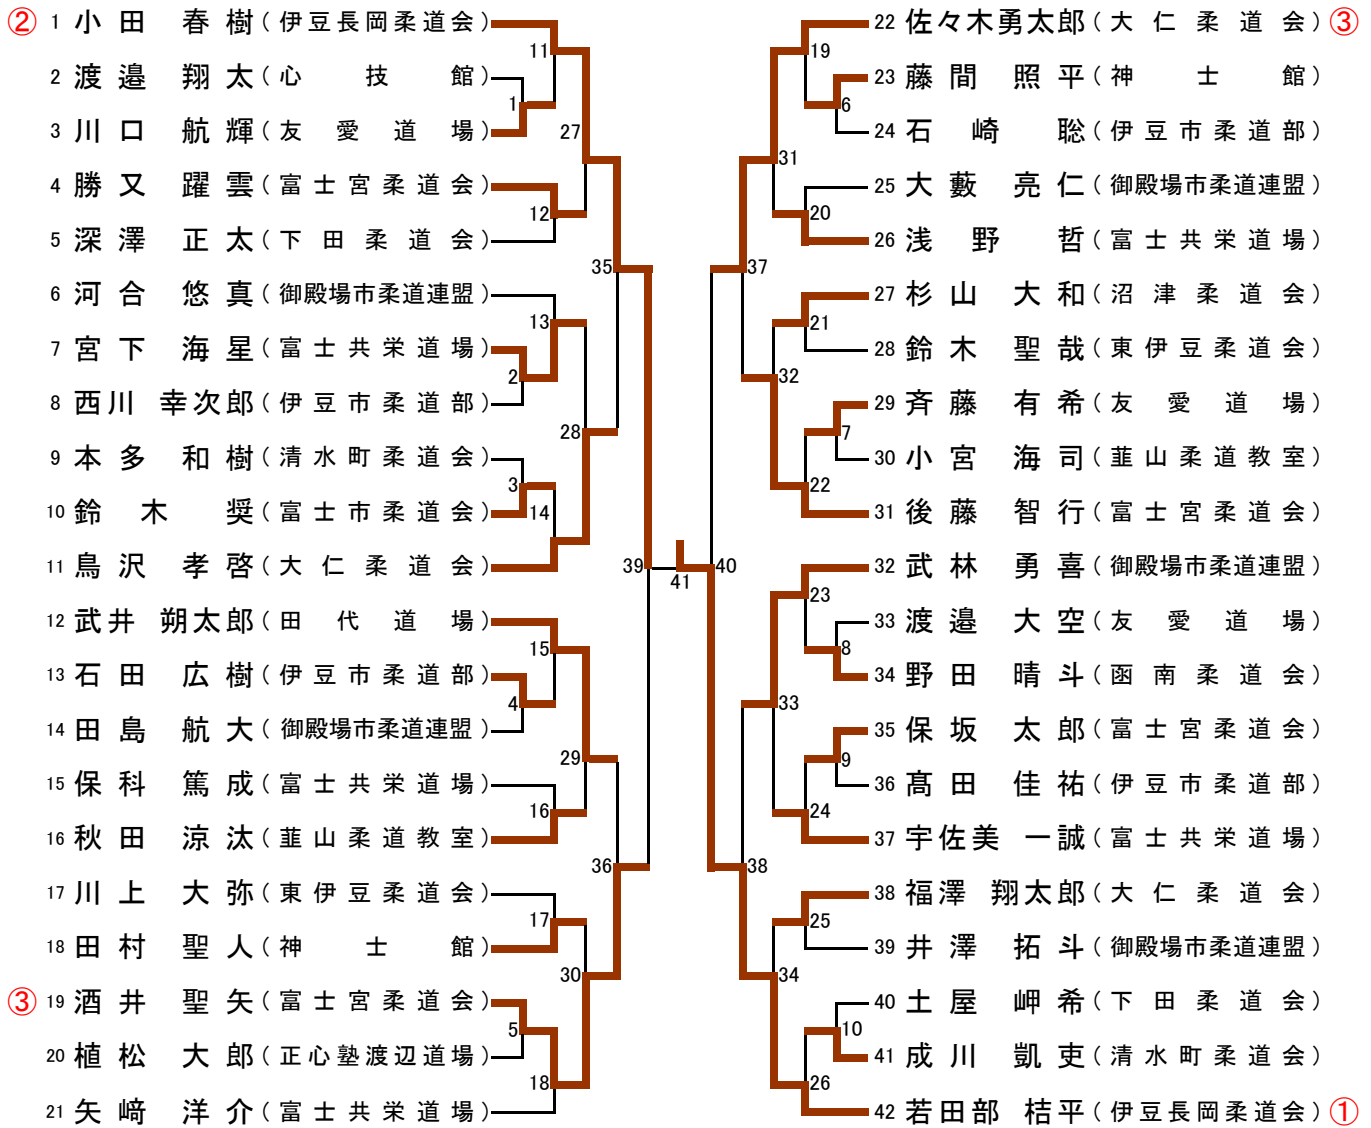 ② 1 小田 春樹 (伊豆長岡柔道会)
2 渡邉 翔太 (心技館)
3 川口 航輝 (友愛道場)
4 勝又 躍雲 (富士宮柔道会)
5 深澤 正太 (下田柔道会)
6 河合 悠真 (御殿場市柔道連盟)
7 宮下 海星 (富士共栄道場)
8 西川 幸次郎 (伊豆市柔道部)
9 本多 和樹 (清水町柔道会)
10 鈴木 奨 (富士市柔道会)
11 鳥沢 孝啓 (大仁柔道会)
12 武井 朔太郎 (田代道場)
13 石田 広樹 (伊豆市柔道部)
14 田島 航大 (御殿場市柔道連盟)
15 保科 篤成 (富士共栄道場)
16 秋田 涼汰 (韮山柔道教室)
17 川上 大弥 (東伊豆柔道会)
18 田村 聖人 (神士館)
③ 19 酒井 聖矢 (富士宮柔道会)
20 植松 大郎 (正心塾渡辺道場)
21 矢﨑 洋介 (富士共栄道場)
11
1
27
12
35
13
2
28
3
14
39
15
4
29
16
36
17
30
5
18
41
19
6
31
20
37
21
32
7
22
40
23
8
33
9
24
38
25
34
10
26
22 佐々木勇太郎 (大仁柔道会) ③
23 藤間 照平 (神士館)
24 石崎 聡 (伊豆市柔道部)
25 大藪 亮仁 (御殿場市柔道連盟)
26 浅野 哲 (富士共栄道場)
27 杉山 大和 (沼津柔道会)
28 鈴木 聖哉 (東伊豆柔道会)
29 斉藤 有希 (友愛道場)
30 小宮 海司 (韮山柔道教室)
31 後藤 智行 (富士宮柔道会)
32 武林 勇喜 (御殿場市柔道連盟)
33 渡邉 大空 (友愛道場)
34 野田 晴斗 (函南柔道会)
35 保坂 太郎 (富士宮柔道会)
36 髙田 佳祐 (伊豆市柔道部)
37 宇佐美 一誠 (富士共栄道場)
38 福澤 翔太郎 (大仁柔道会)
39 井澤 拓斗 (御殿場市柔道連盟)
40 土屋 岬希 (下田柔道会)
41 成川 凱吏 (清水町柔道会)
42 若田部 桔平 (伊豆長岡柔道会) ①